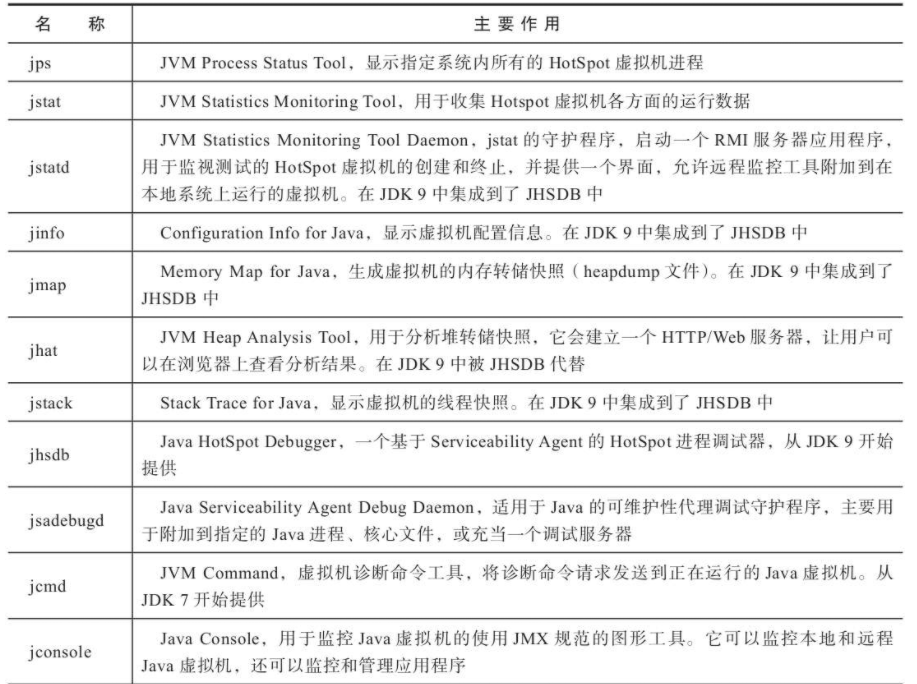 名 称 主 要 作 用
jps JVM Process Status Tool，显示指定系统内所有的 HotSpot 虚拟机进程
jstat JVM Statistics Monitoring Tool，用于收集 Hotspot 虚拟机各方面的运行数据
jstatd JVM Statistics Monitoring Tool Daemon，jstat 的守护程序，启动一个 RMI 服务器应用程序，
用于监视测试的 HotSpot 虚拟机的创建和终止，并提供一个界面，允许远程监控工具附加到在
本地系统上运行的虚拟机。在 JDK 9 中集成到了 JHSDB 中
jinfo Configuration Info for Java，显示虚拟机配置信息。在 JDK 9 中集成到了 JHSDB 中
jmap Memory Map for Java，生成虚拟机的内存转储快照（heapdump 文件）。在 JDK 9 中集成到了
JHSDB 中
jhat JVM Heap Analysis Tool，用于分析堆转储快照，它会建立一个 HTTP/Web 服务器，让用户可
以在浏览器上查看分析结果。在 JDK 9 中被 JHSDB 代替
jstack Stack Trace for Java，显示虚拟机的线程快照。在 JDK 9 中集成到了 JHSDB 中
jhsdb Java HotSpot Debugger，一个基于 Serviceability Agent 的 HotSpot 进程调试器，从 JDK 9 开始
提供
jsadebugd Java Serviceability Agent Debug Daemon，适用于 Java 的可维护性代理调试守护程序，主要用
于附加到指定的 Java 进程、核心文件，或充当一个调试服务器
jcmd JVM Command，虚拟机诊断命令工具，将诊断命令请求发送到正在运行的 Java 虚拟机。从
JDK 7 开始提供
jconsole Java Console，用于监控 Java 虚拟机的使用 JMX 规范的图形工具。它可以监控本地和远程
Java 虚拟机，还可以监控和管理应用程序